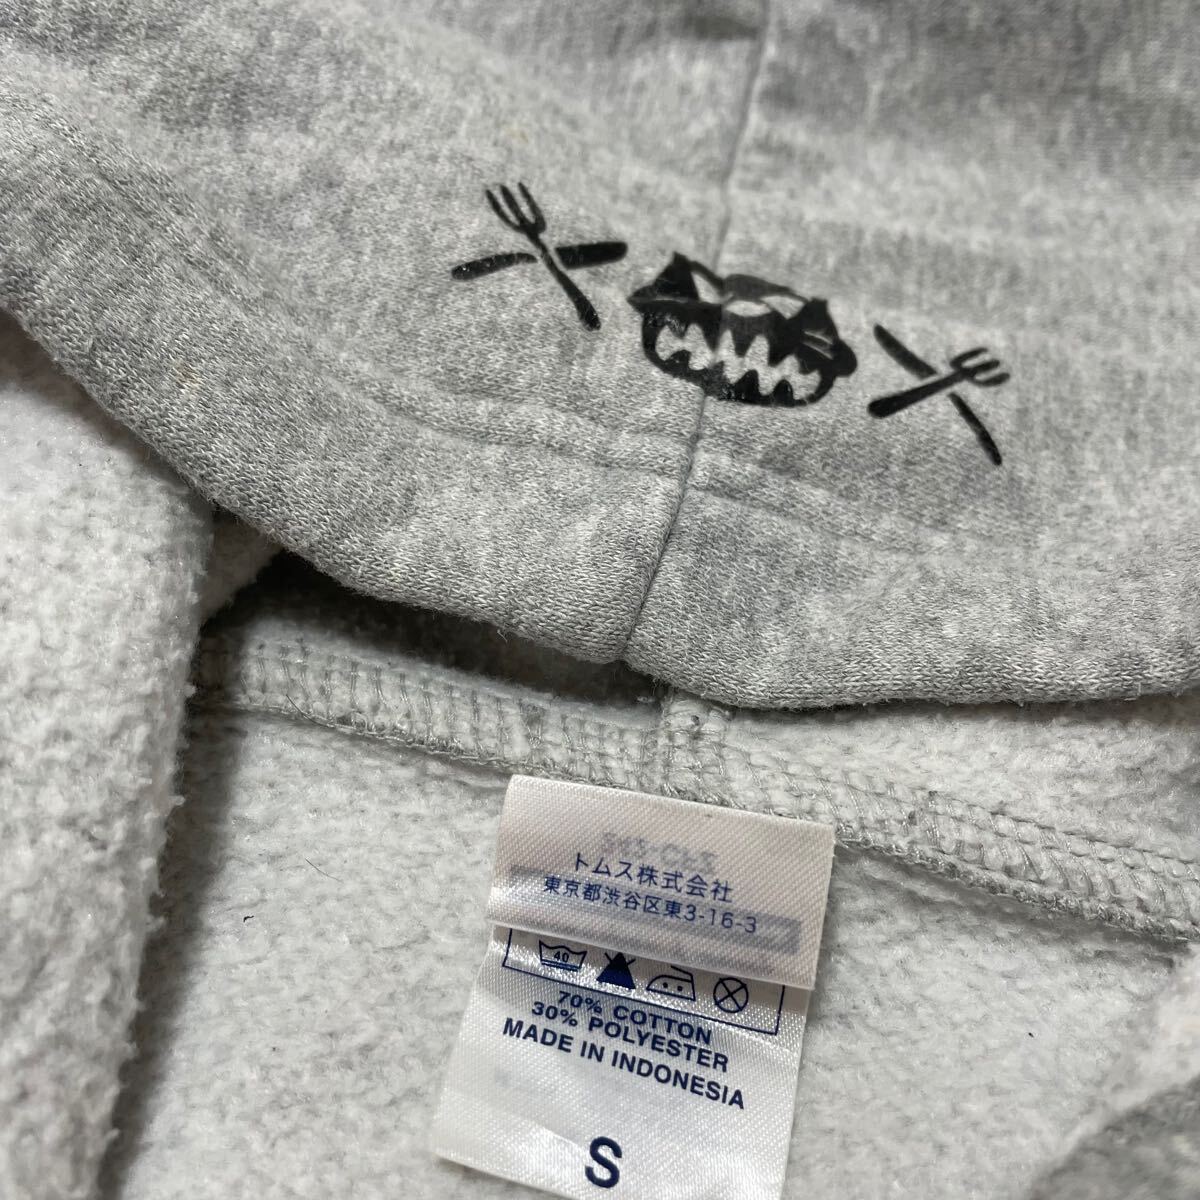 トムス株式会社
東京都渋谷区東3-16-3
40
70% COTTON
30% POLYESTER
MADE IN INDONESIA
S